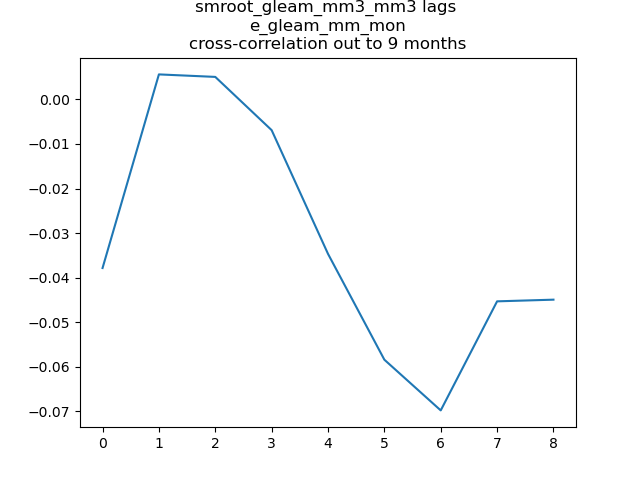 smroot_gleam_mm3_mm3 lags
e_gleam_mm_mon
cross-correlation out to 9 months
0.00
−0.01
−0.02
−0.03
−0.04
−0.05
−0.06
−0.07
0 1 2 3 4 5 6 7 8